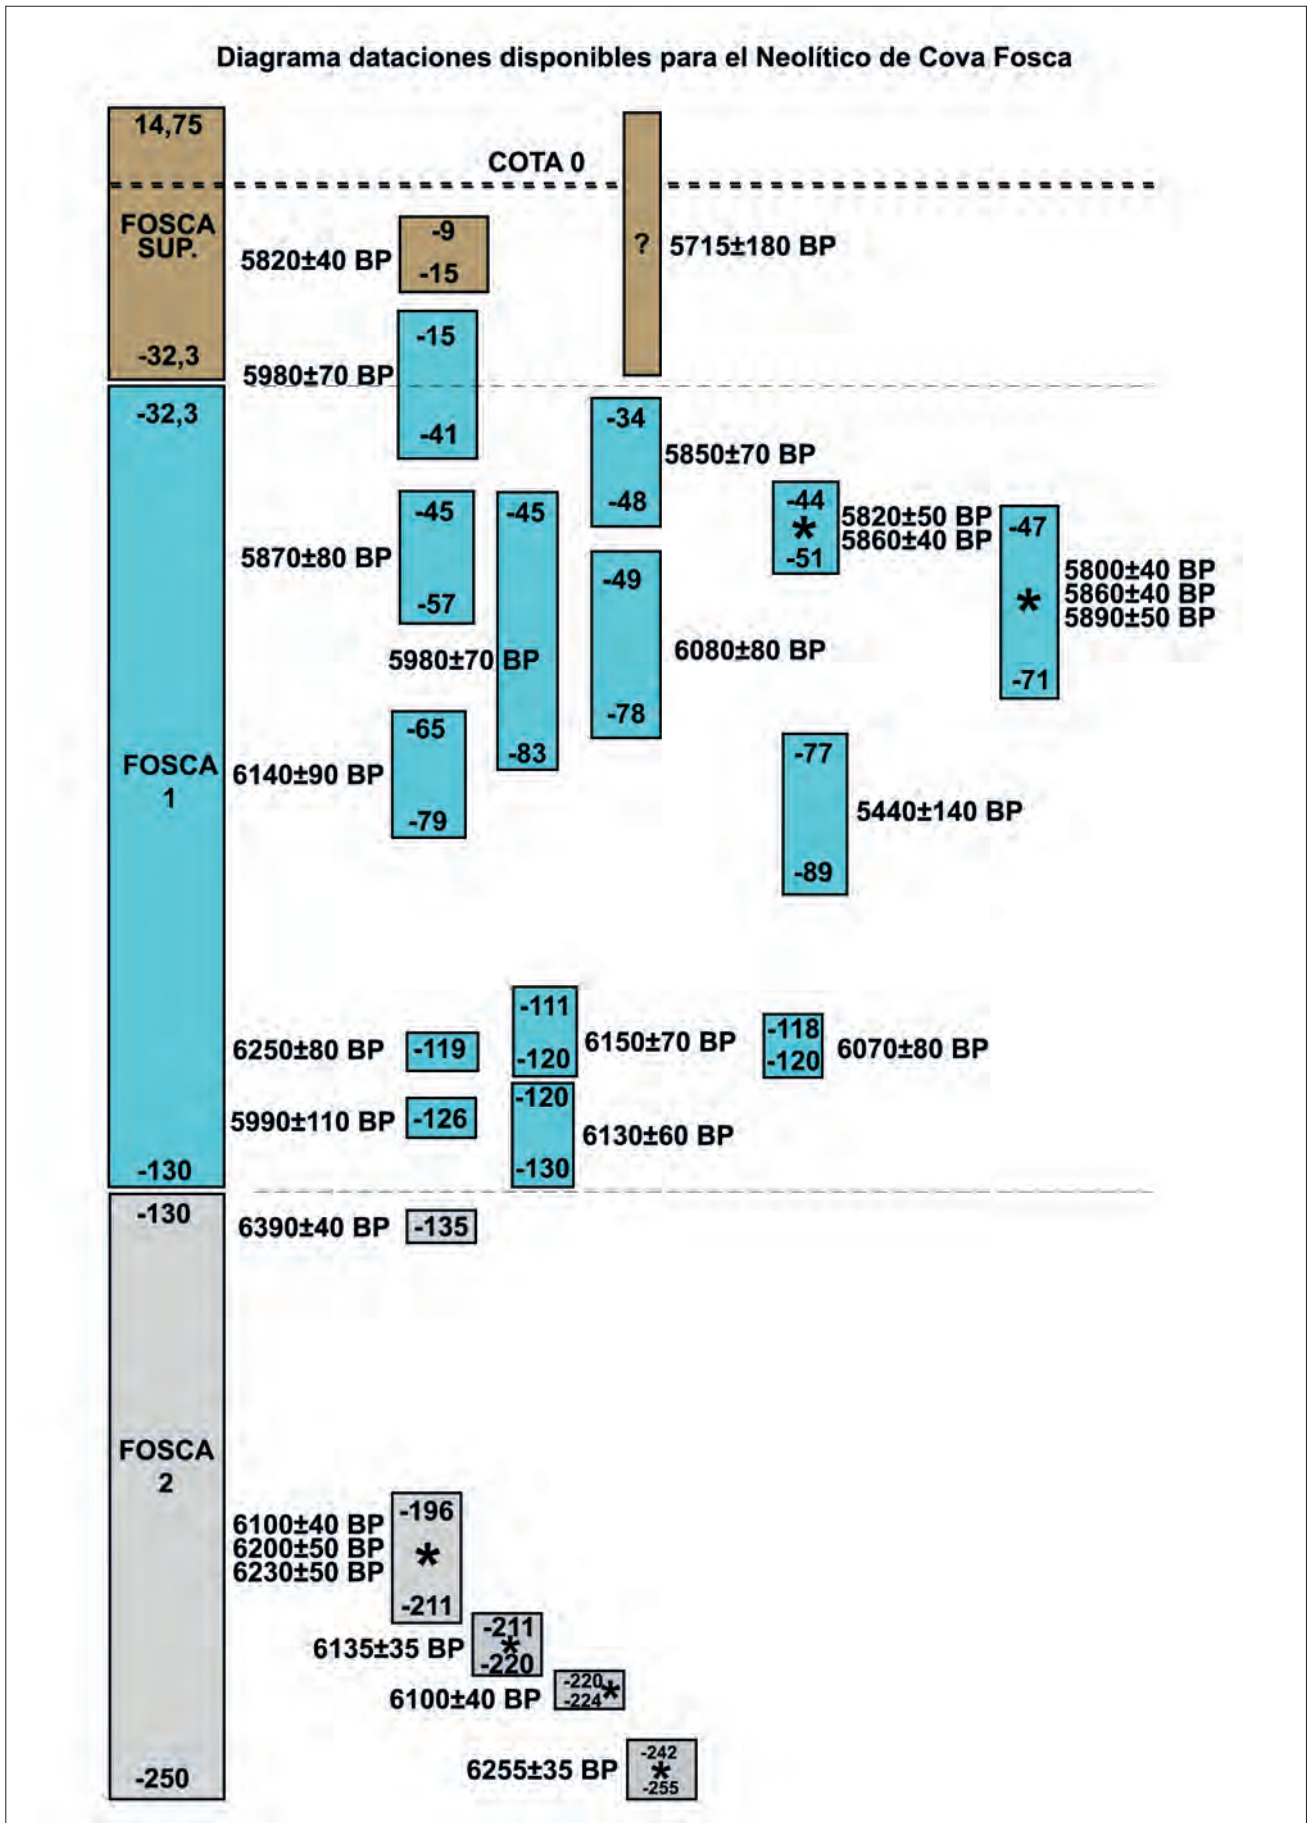 Diagrama dataciones disponibles para el Neolítico de Cova Fosca
14,75
COTA 0
FOSCA
SUP.
-9
5820±40 BP
-15
?
5715±180 BP
-15
-32,3
5980±70 BP
-41
-32,3
-34
5850±70 BP
-48
-45
5870±80 BP
-57
-45
5980±70 BP
-83
-44
*
-51
5820±50 BP
5860±40 BP
-47
*
-71
5800±40 BP
5860±40 BP
5890±50 BP
-49
6080±80 BP
-78
-65
6140±90 BP
-79
FOSCA
1
-77
5440±140 BP
-89
-111
-120
6150±70 BP
6250±80 BP
-119
-118
-120
6070±80 BP
5990±110 BP
-126
-120
6130±60 BP
-130
-130
-130
6390±40 BP
-135
FOSCA
2
-196
6100±40 BP
6200±50 BP
6230±50 BP
*
-211
-211
6135±35 BP
*
-220
-220
6100±40 BP
-224*
-242
6255±35 BP
*
-255
-250